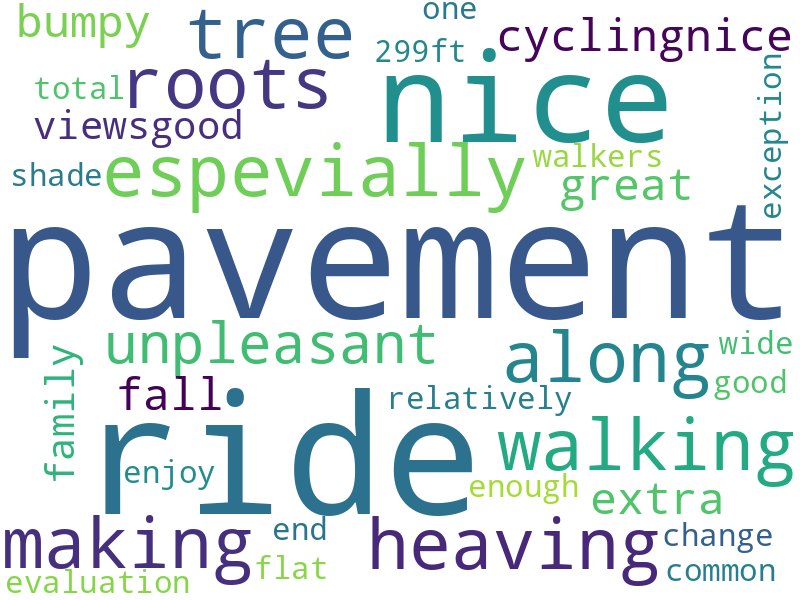 bumpy
tree
one
299ft
cyclingnice
total
roots
nice
viewsgood
exception
shade
especially
walkers
great
pavement
unpleasant
along
wide
family
fall
relatively
good
ride
enjoy
walking
enough
extra
making
end
heaving
change
flat
common
evaluation